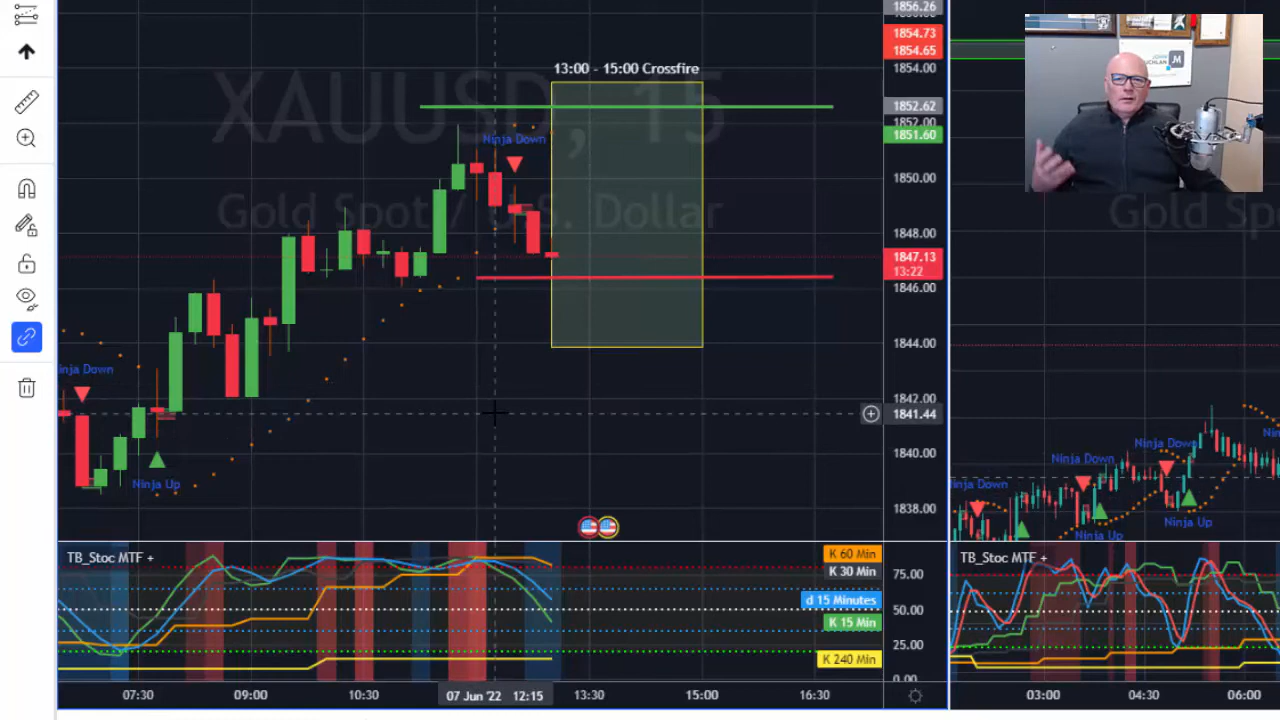 1856.26
1854.73
1854.65
1854.00
1852.62
1852.00
1851.60
1850.00
1848.00
1847.13
13:22
1846.00
1844.00
1842.00
1841.44
1840.00
1838.00
13:00 - 15:00 Crossfire
XAUUSD, 15
Gold Spot / U.S. Dollar
Ninja Down
inja Down
Ninja Up
TB_Stoc MTF +
K 60 Min
K 30 Min
d 15 Minutes
K 15 Min
K 240 Min
75.00
50.00
25.00
0.00
07:30
09:00
10:30
07 Jun '22 12:15
13:30
15:00
16:30
Gold Sp
inja Down
Ninja Down
Ninja Down
Nin
Ninja Up
Ninja Up
TB_Stoc MTF +
03:00
04:30
06:00